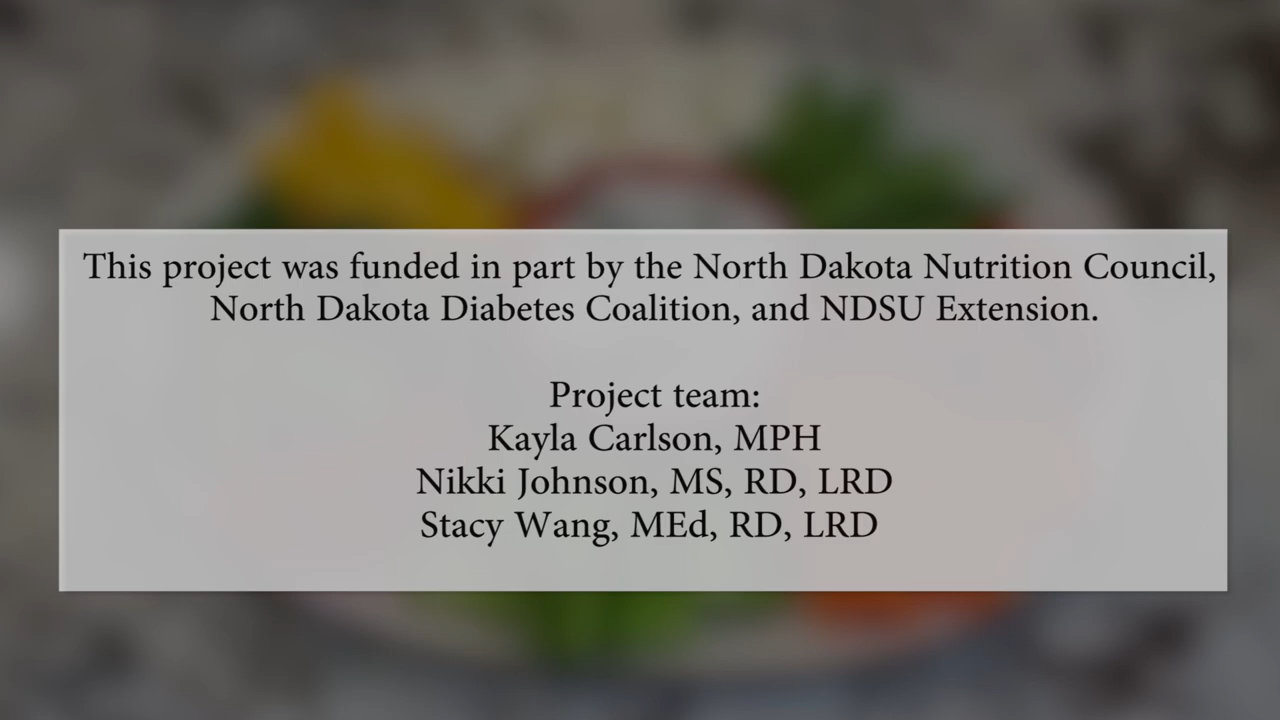 This project was funded in part by the North Dakota Nutrition Council,
North Dakota Diabetes Coalition, and NDSU Extension.
Project team:
Kayla Carlson, MPH
Nikki Johnson, MS, RD, LRD
Stacy Wang, MEd, RD, LRD